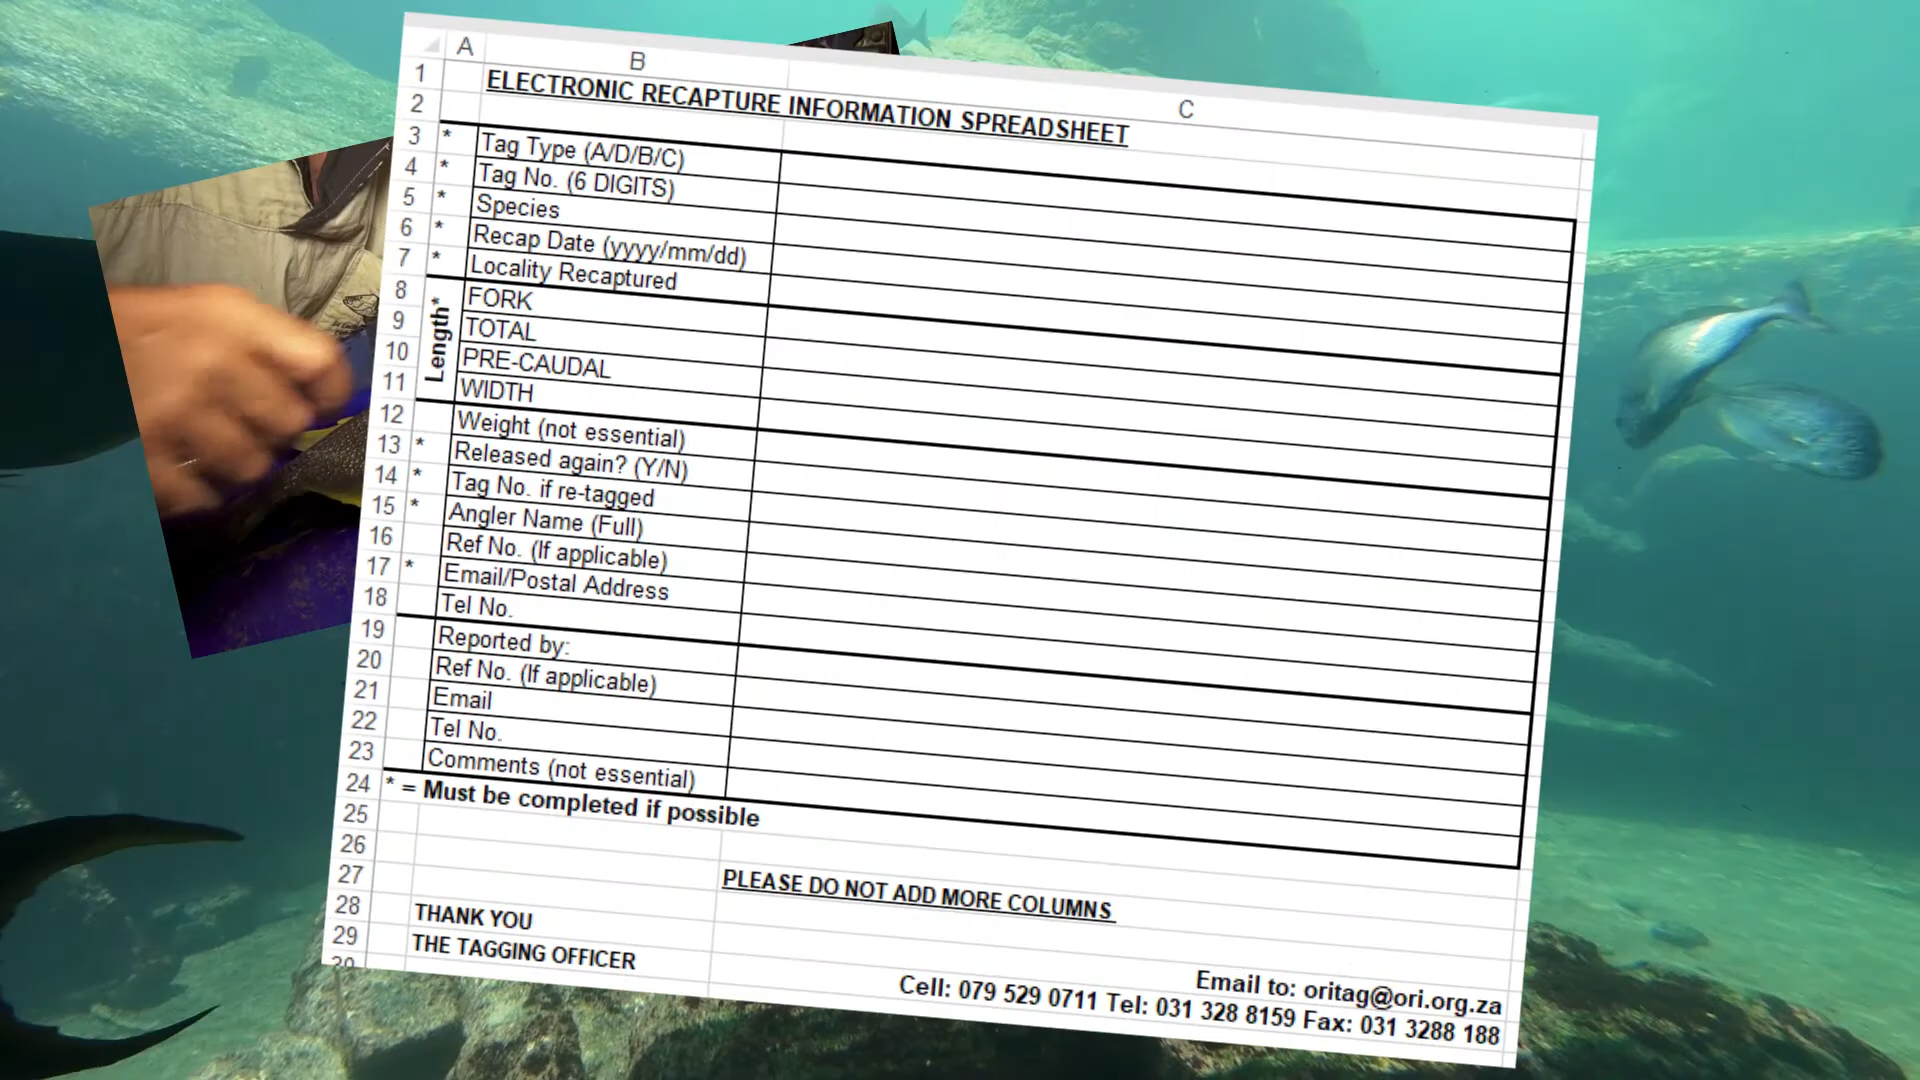 A B C
1 ELECTRONIC RECAPTURE INFORMATION SPREADSHEET
2
3 * Tag Type (A/D/B/C)
4 * Tag No. (6 DIGITS)
5 * Species
6 * Recap Date (yyyy/mm/dd)
7 * Locality Recaptured
Length*
8 FORK
9 TOTAL
10 PRE-CAUDAL
11 WIDTH
12 Weight (not essential)
13 * Released again? (Y/N)
14 * Tag No. if re-tagged
15 * Angler Name (Full)
16 Ref No. (If applicable)
17 * Email/Postal Address
18 Tel No.
19 Reported by:
20 Ref No. (If applicable)
21 Email
22 Tel No.
23 Comments (not essential)
24 * = Must be completed if possible
25
26
27 PLEASE DO NOT ADD MORE COLUMNS
28 THANK YOU
29 THE TAGGING OFFICER
30
Email to: oritag@ori.org.za
Cell: 079 529 0711 Tel: 031 328 8159 Fax: 031 3288 188